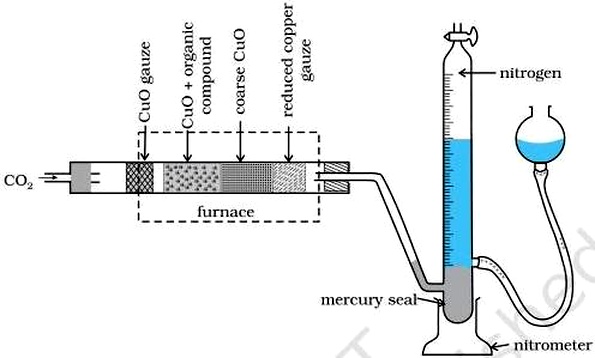 CuO gauze
CuO + organic
compound
coarse CuO
reduced copper
gauze
nitrogen
CO₂
furnace
mercury seal
nitrometer